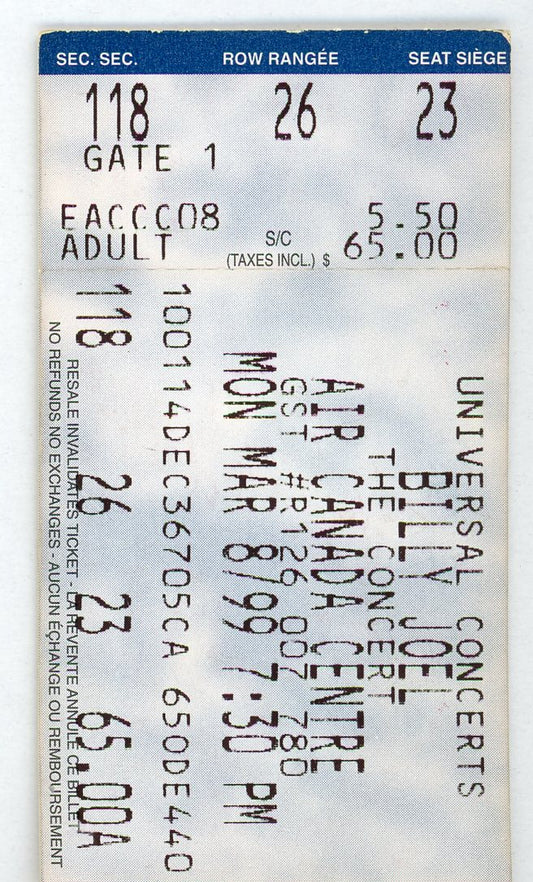 SEC. SEC. ROW RANGÉE SEAT SIÈGE
118 26 23
GATE 1
EACCC08 5.50
ADULT S/C (TAXES INCL.) $ 65.00
UNIVERSAL CONCERTS
BILLY JOEL
THE CONCERT
AIR CANADA CENTRE
GST #R126 007 780
MON MAR 8/99 7:30 PM
100114DEC36705CA 650DE440
118 26 23 65.00A
RESALE INVALIDATES TICKET - LA REVENTE ANNULE CE BILLET
NO REFUNDS NO EXCHANGES - AUCUN ÉCHANGE OU REMBOURSEMENT